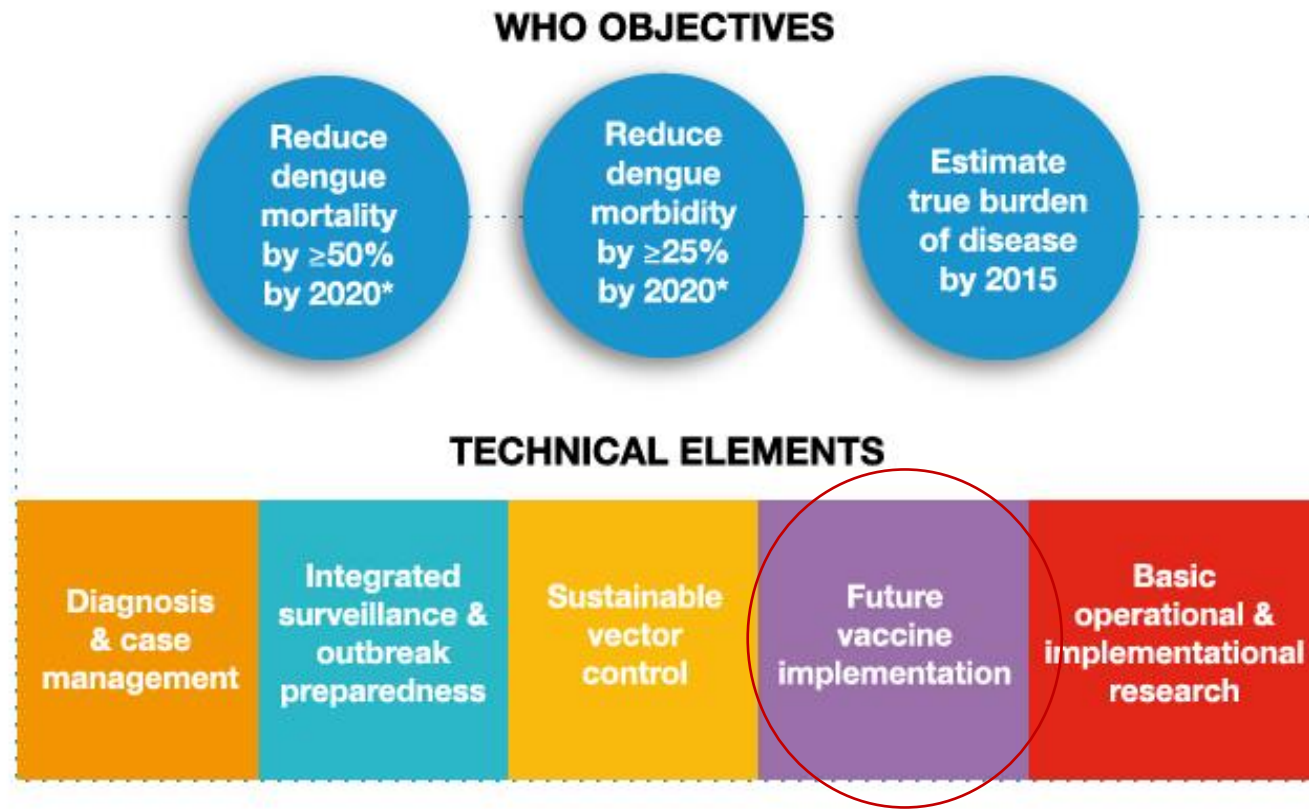 WHO OBJECTIVES
Reduce
dengue
mortality
by ≥50%
by 2020*
Reduce
dengue
morbidity
by ≥25%
by 2020*
Estimate
true burden
of disease
by 2015
TECHNICAL ELEMENTS
Diagnosis
& case
management
Integrated
surveillance &
outbreak
preparedness
Sustainable
vector
control
Future
vaccine
implementation
Basic
operational &
implementational
research